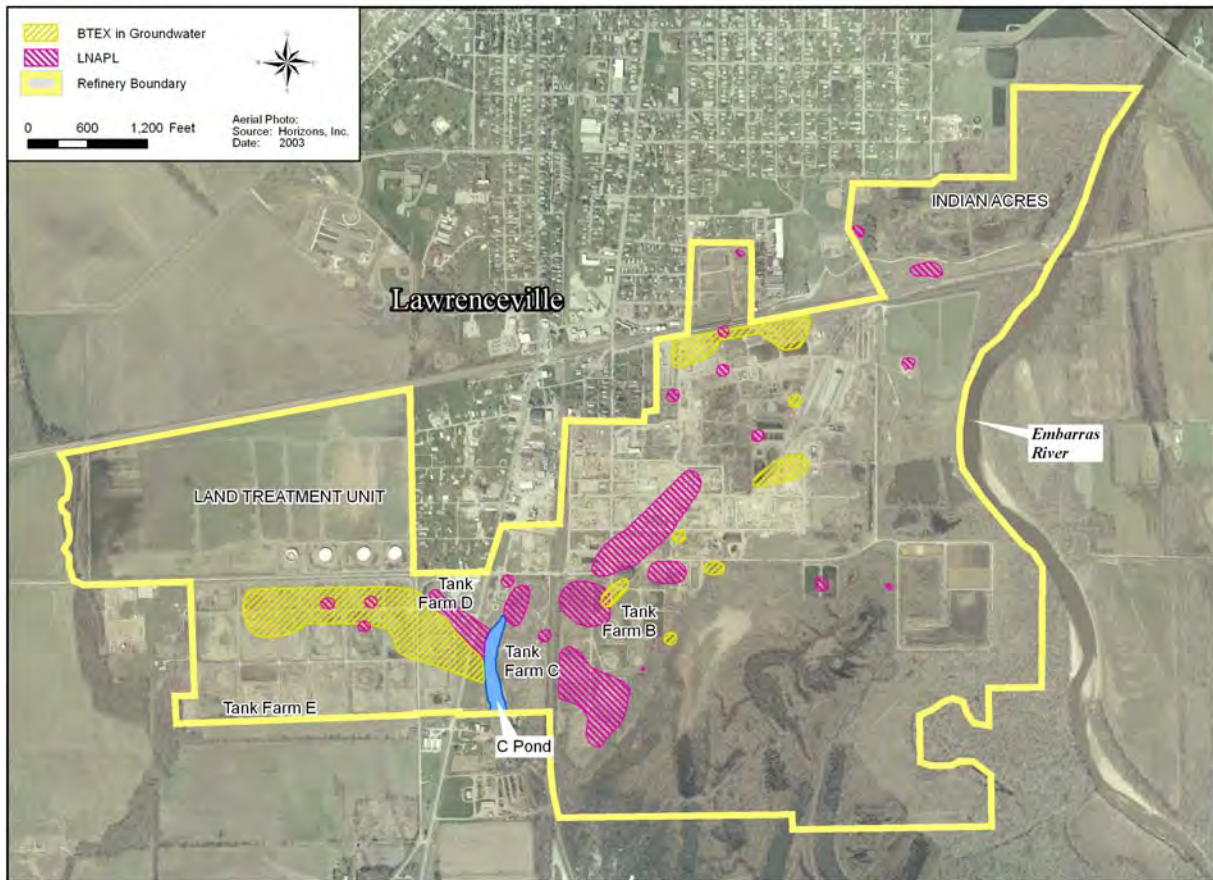 BTEX in Groundwater
LNAPL
Refinery Boundary
N
S
0 600 1,200 Feet
Aerial Photo:
Source: Horizons, Inc.
Date: 2003
INDIAN ACRES
Lawrenceville
Embarras
River
LAND TREATMENT UNIT
Tank
Farm D
Tank
Farm B
Tank
Farm C
Tank Farm E
C Pond